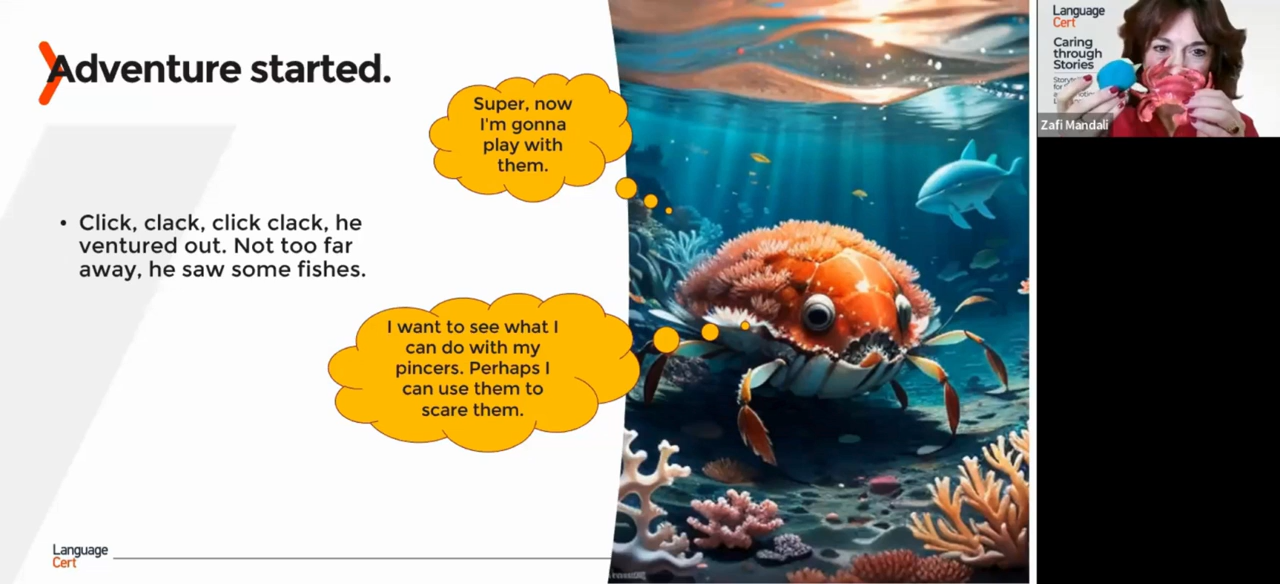 Adventure started.
Super, now
I'm gonna
play with
them.
• Click, clack, click clack, he
ventured out. Not too far
away, he saw some fishes.
I want to see what I
can do with my
pincers. Perhaps I
can use them to
scare them.
Language
Cert
Language
Cert
Caring
through
Stories
Zafi Mandali